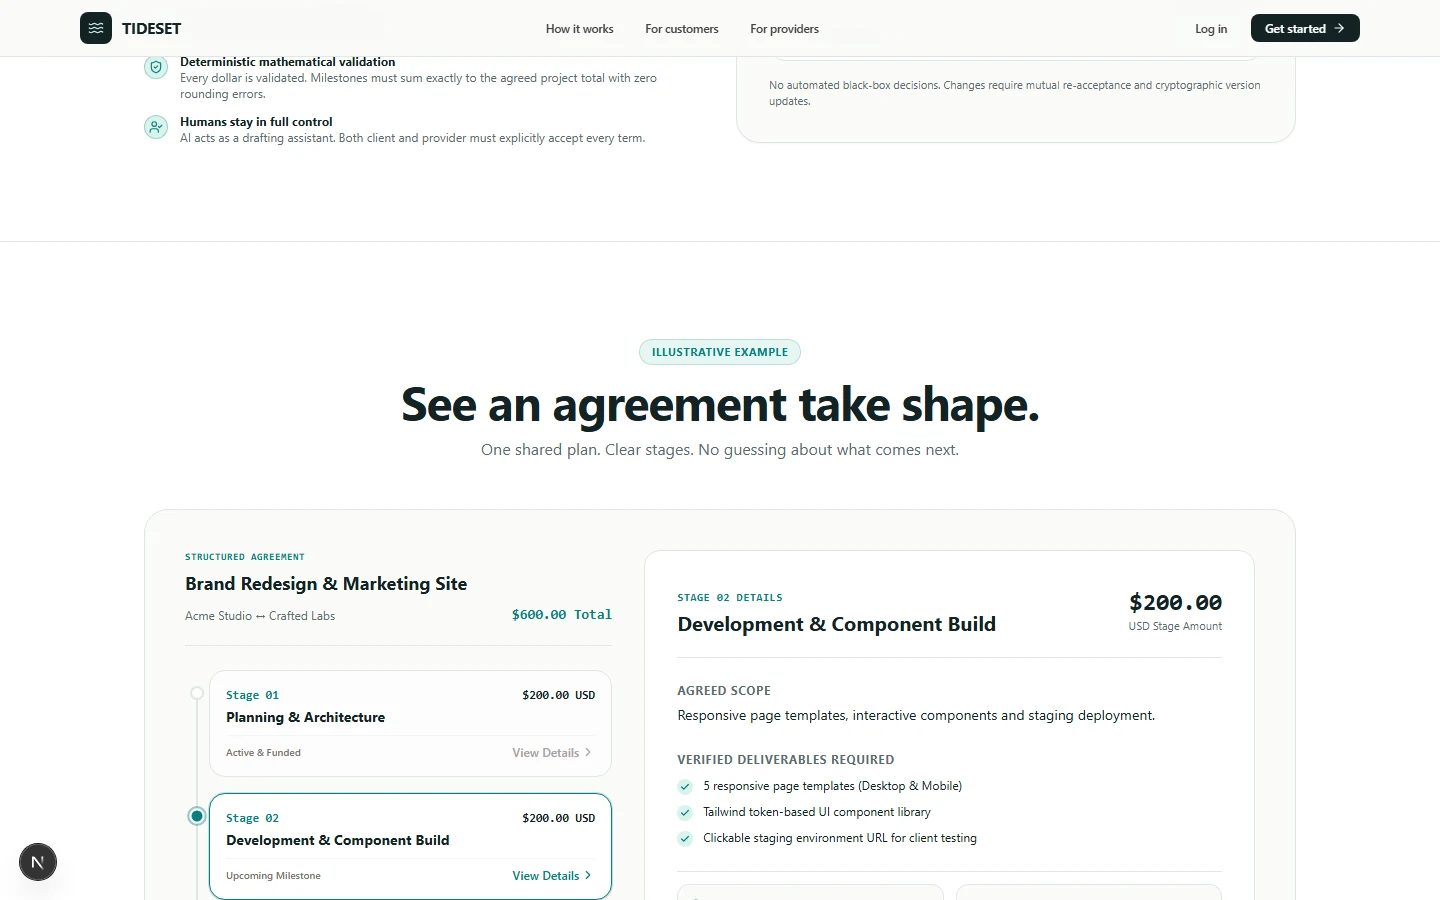 TIDESET
How it works
For customers
For providers
Log in
Get started
Deterministic mathematical validation
Every dollar is validated. Milestones must sum exactly to the agreed project total with zero
rounding errors.
Humans stay in full control
AI acts as a drafting assistant. Both client and provider must explicitly accept every term.
No automated black-box decisions. Changes require mutual re-acceptance and cryptographic version
updates.
ILLUSTRATIVE EXAMPLE
See an agreement take shape.
One shared plan. Clear stages. No guessing about what comes next.
STRUCTURED AGREEMENT
Brand Redesign & Marketing Site
Acme Studio ↔ Crafted Labs
$600.00 Total
Stage 01
$200.00 USD
Planning & Architecture
Active & Funded
View Details
Stage 02
$200.00 USD
Development & Component Build
Upcoming Milestone
View Details
STAGE 02 DETAILS
Development & Component Build
$200.00
USD Stage Amount
AGREED SCOPE
Responsive page templates, interactive components and staging deployment.
VERIFIED DELIVERABLES REQUIRED
5 responsive page templates (Desktop & Mobile)
Tailwind token-based UI component library
Clickable staging environment URL for client testing
N